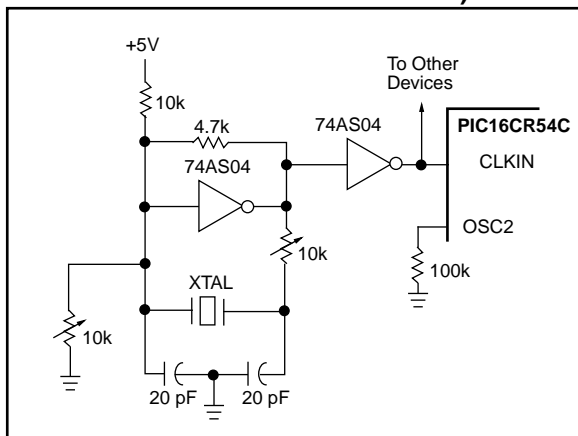 +5V
To Other
Devices
10k
4.7k
74AS04
PIC16CR54C
74AS04
CLKIN
OSC2
10k
100k
XTAL
10k
20 pF
20 pF